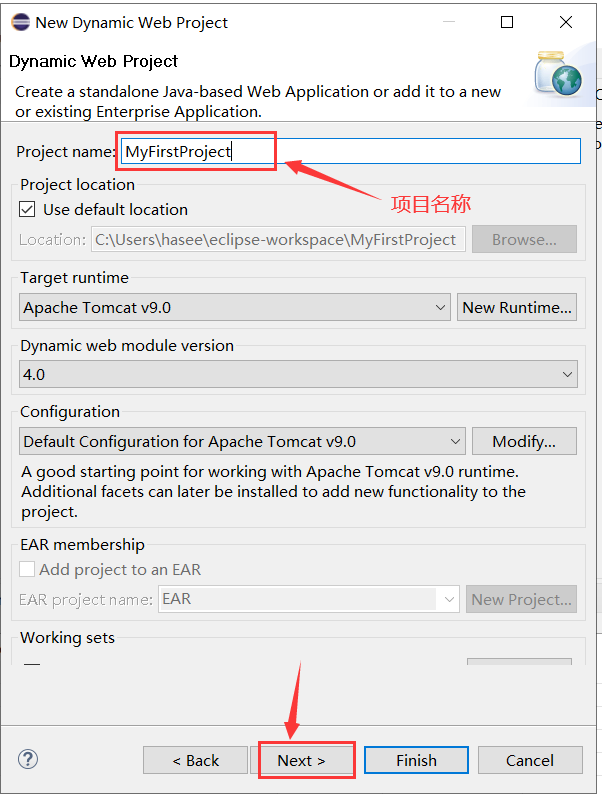 New Dynamic Web Project
Dynamic Web Project
Create a standalone Java-based Web Application or add it to a new
or existing Enterprise Application.
Project name: MyFirstProject
项目名称
Project location
Use default location
Location: C:\Users\hasee\eclipse-workspace\MyFirstProject Browse...
Target runtime
Apache Tomcat v9.0 New Runtime...
Dynamic web module version
4.0
Configuration
Default Configuration for Apache Tomcat v9.0 Modify...
A good starting point for working with Apache Tomcat v9.0 runtime.
Additional facets can later be installed to add new functionality to the
project.
EAR membership
Add project to an EAR
EAR project name: EAR New Project...
Working sets
? < Back Next > Finish Cancel